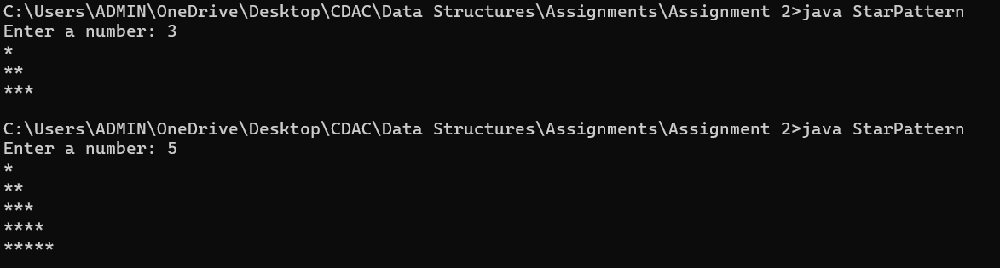 C:\Users\ADMIN\OneDrive\Desktop\CDAC\Data Structures\Assignments\Assignment 2>java StarPattern
Enter a number: 3
*
**
***

C:\Users\ADMIN\OneDrive\Desktop\CDAC\Data Structures\Assignments\Assignment 2>java StarPattern
Enter a number: 5
*
**
***
****
*****